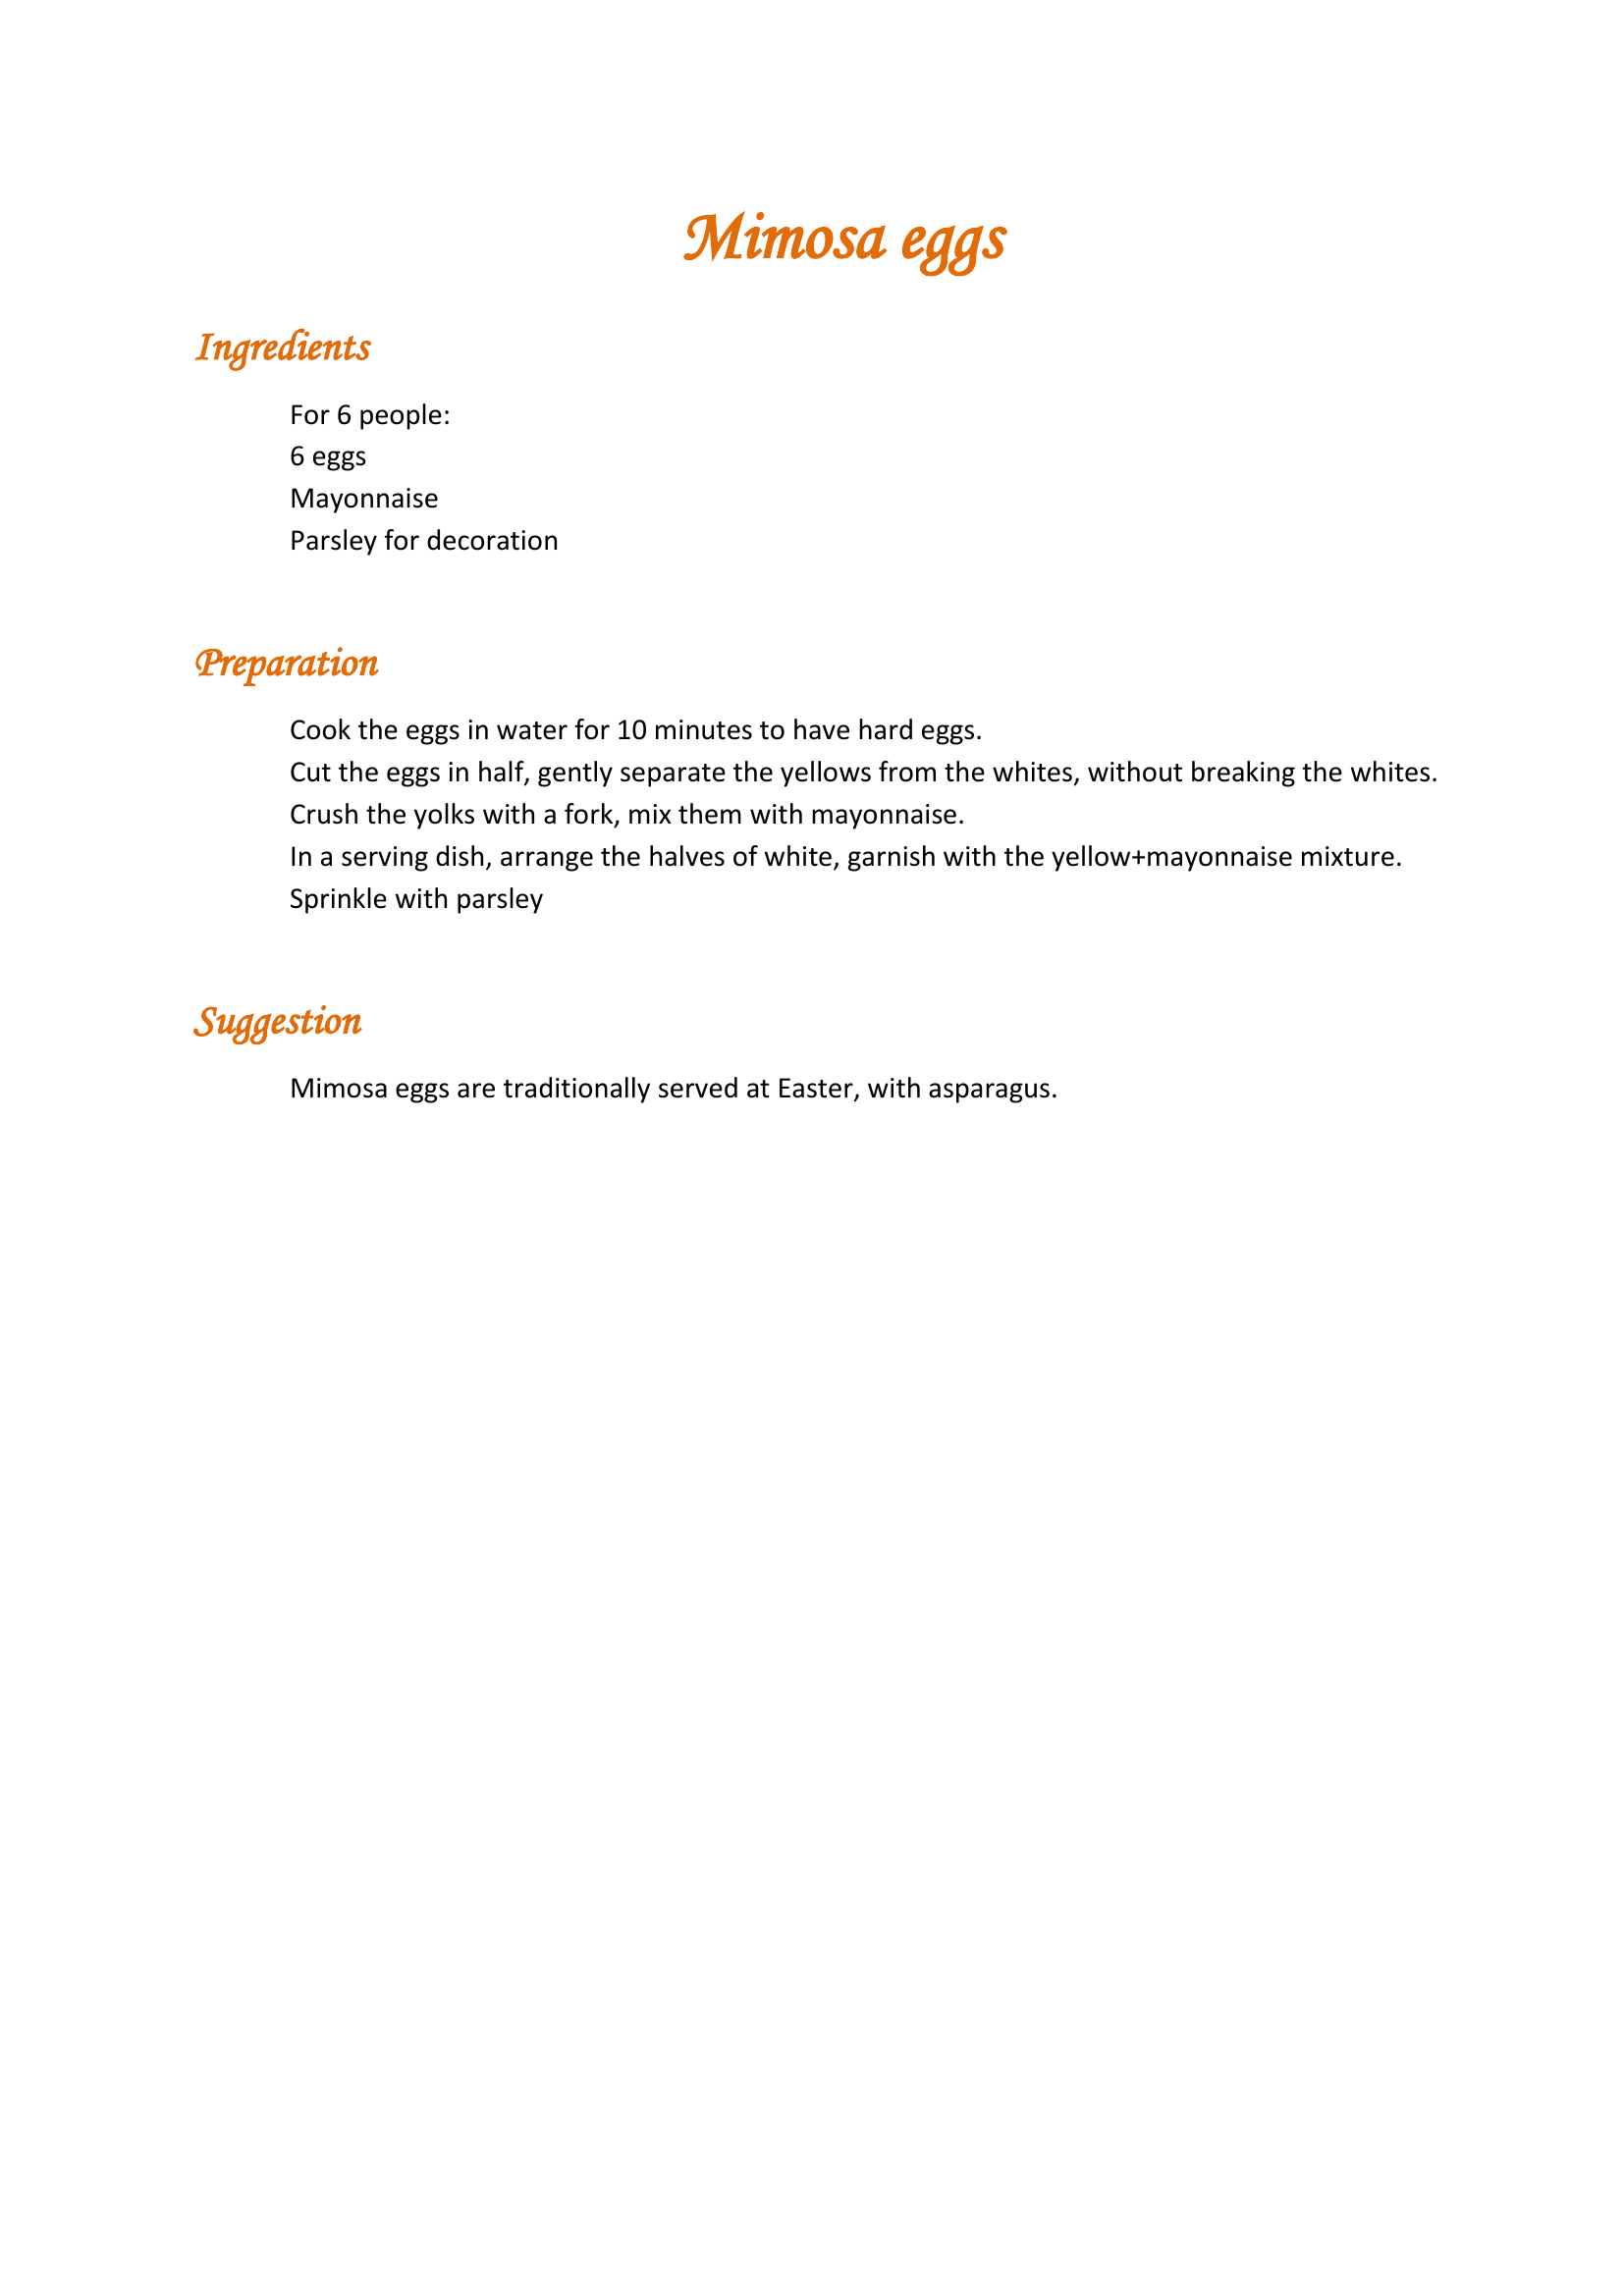 Mimosa eggs
Ingredients
For 6 people:
6 eggs
Mayonnaise
Parsley for decoration
Preparation
Cook the eggs in water for 10 minutes to have hard eggs.
Cut the eggs in half, gently separate the yellows from the whites, without breaking the whites.
Crush the yolks with a fork, mix them with mayonnaise.
In a serving dish, arrange the halves of white, garnish with the yellow+mayonnaise mixture.
Sprinkle with parsley
Suggestion
Mimosa eggs are traditionally served at Easter, with asparagus.